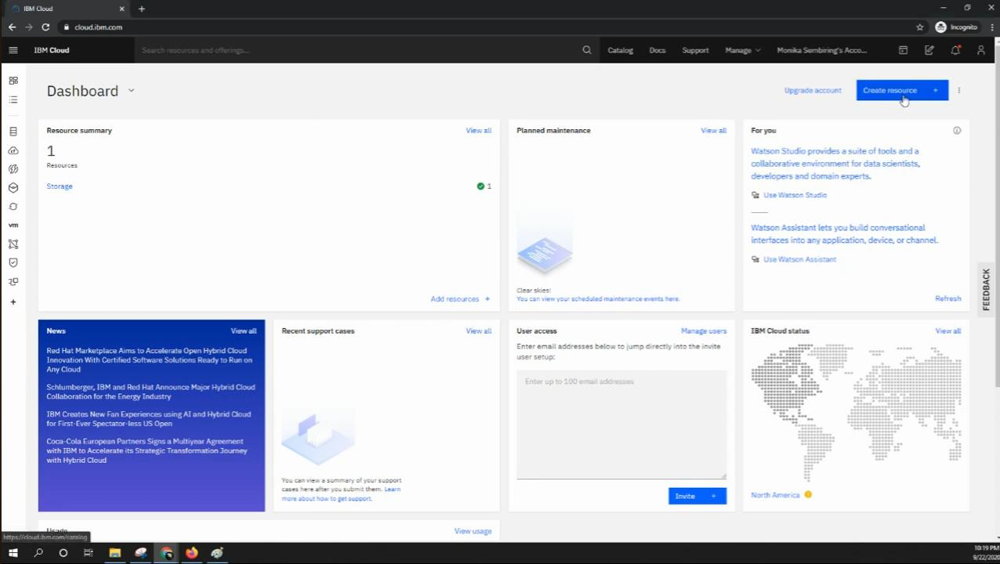 IBM Cloud
cloud.ibm.com
Incognito
IBM Cloud
Search resources and offerings...
Catalog
Docs
Support
Manage
Monika Sembiring's Acco...
Dashboard
Upgrade account
Create resource +
Resource summary
View all
1
Resources
Storage
1
Add resources +
Planned maintenance
View all
Clear skies!
You can view your scheduled maintenance events here.
For you
Watson Studio provides a suite of tools and a
collaborative environment for data scientists,
developers and domain experts.
Use Watson Studio
Watson Assistant lets you build conversational
interfaces into any application, device, or channel.
Use Watson Assistant
Refresh
FEEDBACK
vm
News
View all
Red Hat Marketplace Aims to Accelerate Open Hybrid Cloud
Innovation With Certified Software Solutions Ready to Run on
Any Cloud
Schlumberger, IBM and Red Hat Announce Major Hybrid Cloud
Collaboration for the Energy Industry
IBM Creates New Fan Experiences using AI and Hybrid Cloud
for First-Ever Spectator-less US Open
Coca-Cola European Partners Signs a Multiyear Agreement
with IBM to Accelerate its Strategic Transformation Journey
with Hybrid Cloud
Recent support cases
View all
You can view a summary of your support
cases here after you submit them. Learn
more about how to get support.
User access
Manage users
Enter email addresses below to jump directly into the invite
user setup:
Enter up to 100 email addresses
Invite +
IBM Cloud status
View all
North America
Usage
View usage
https://cloud.ibm.com/catalog
10:19 PM
9/22/2020